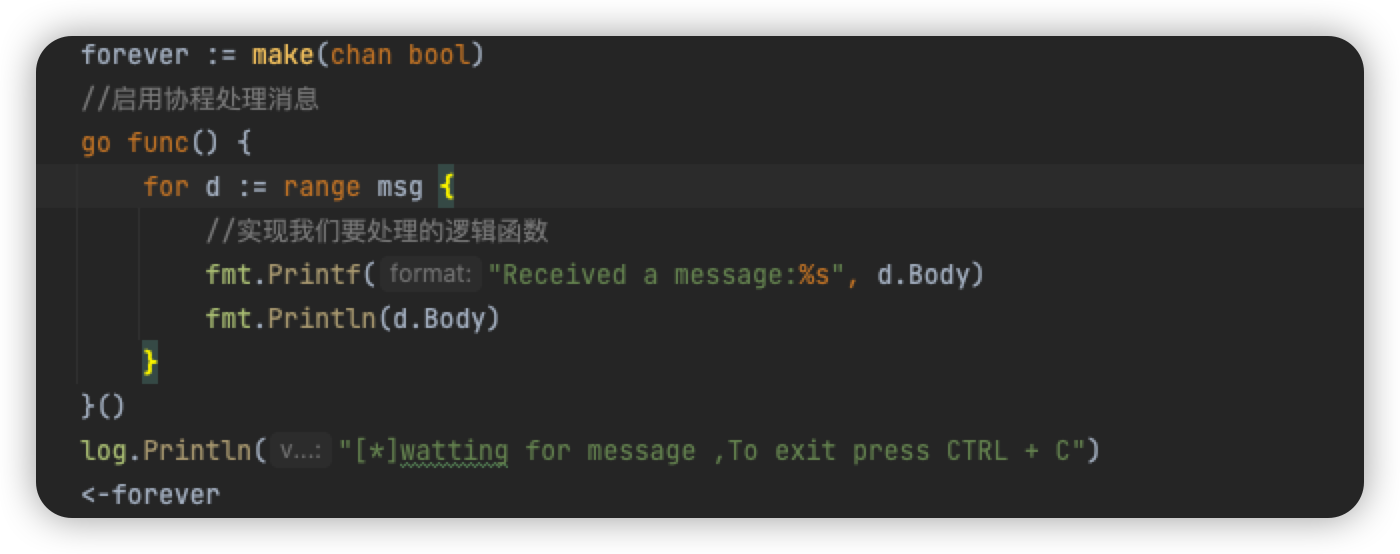 forever := make(chan bool)
//启用协程处理消息
go func() {
for d := range msg {
//实现我们要处理的逻辑函数
fmt.Printf( format: "Received a message:%s", d.Body)
fmt.Println(d.Body)
}
}()
log.Println( v...: "[*]watting for message ,To exit press CTRL + C")
<-forever